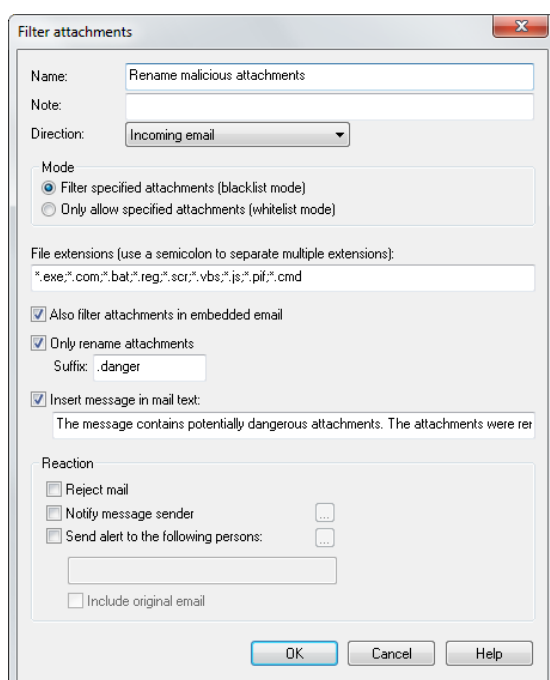 Filter attachments
Name: Rename malicious attachments
Note:
Direction: Incoming email
Mode
Filter specified attachments (blacklist mode)
Only allow specified attachments (whitelist mode)
File extensions (use a semicolon to separate multiple extensions):
*.exe;*.com;*.bat;*.reg;*.scr;*.vbs;*.js;*.pif;*.cmd
Also filter attachments in embedded email
Only rename attachments
Suffix: .danger
Insert message in mail text:
The message contains potentially dangerous attachments. The attachments were rer
Reaction
Reject mail
Notify message sender ...
Send alert to the following persons: ...
Include original email
OK Cancel Help